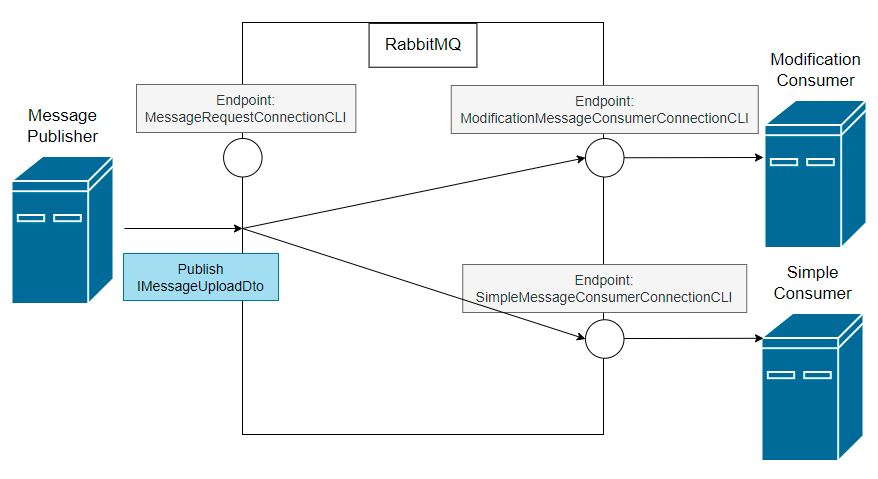 RabbitMQ
Modification
Consumer
Endpoint:
MessageRequestConnectionCLI
Endpoint:
ModificationMessageConsumerConnectionCLI
Message
Publisher
Publish
IMessageUploadDto
Endpoint:
SimpleMessageConsumerConnectionCLI
Simple
Consumer